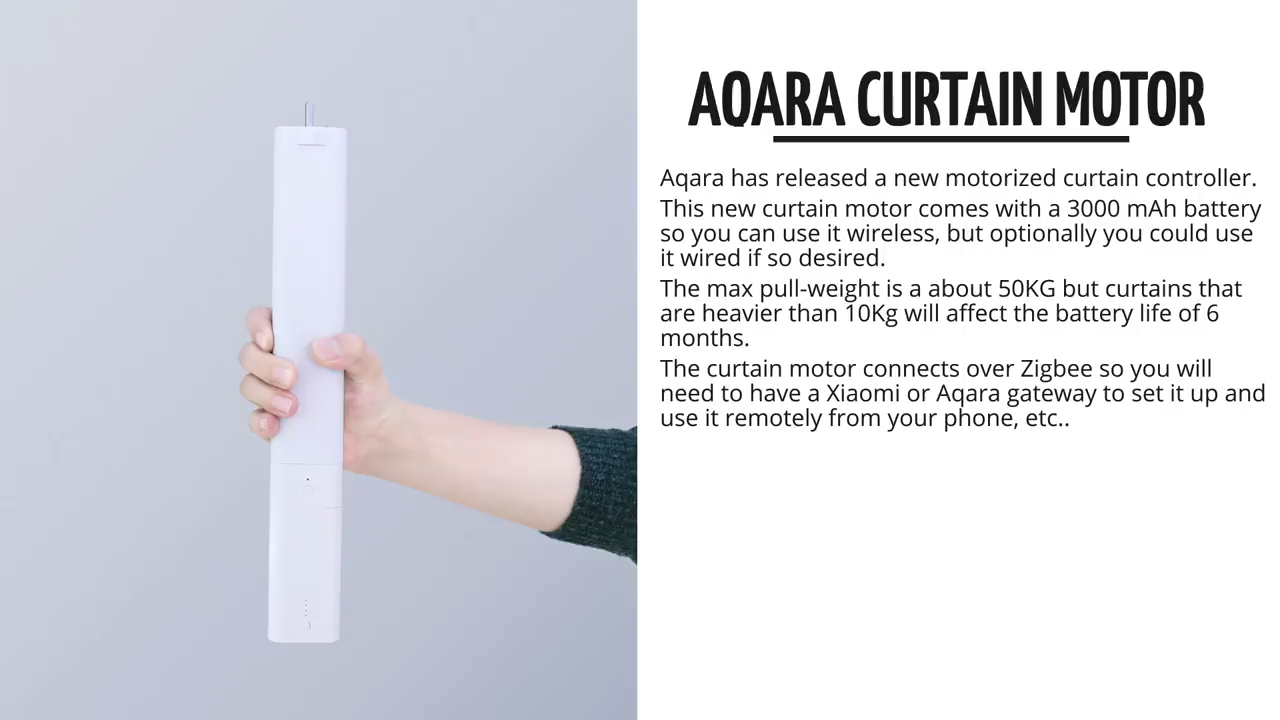 AQARA CURTAIN MOTOR
Aqara has released a new motorized curtain controller.
This new curtain motor comes with a 3000 mAh battery
so you can use it wireless, but optionally you could use
it wired if so desired.
The max pull-weight is a about 50KG but curtains that
are heavier than 10Kg will affect the battery life of 6
months.
The curtain motor connects over Zigbee so you will
need to have a Xiaomi or Aqara gateway to set it up and
use it remotely from your phone, etc..